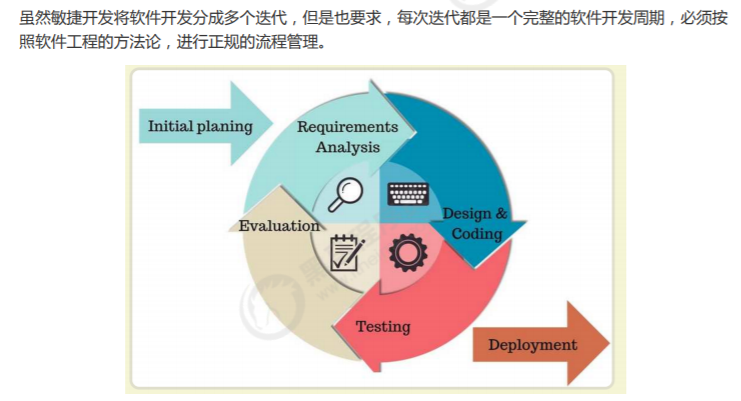 虽然敏捷开发将软件开发分成多个迭代，但是也要求，每次迭代都是一个完整的软件开发周期，必须按
照软件工程的方法论，进行正规的流程管理。
Initial planing
Requirements
Analysis
Design &
Coding
Evaluation
Testing
Deployment